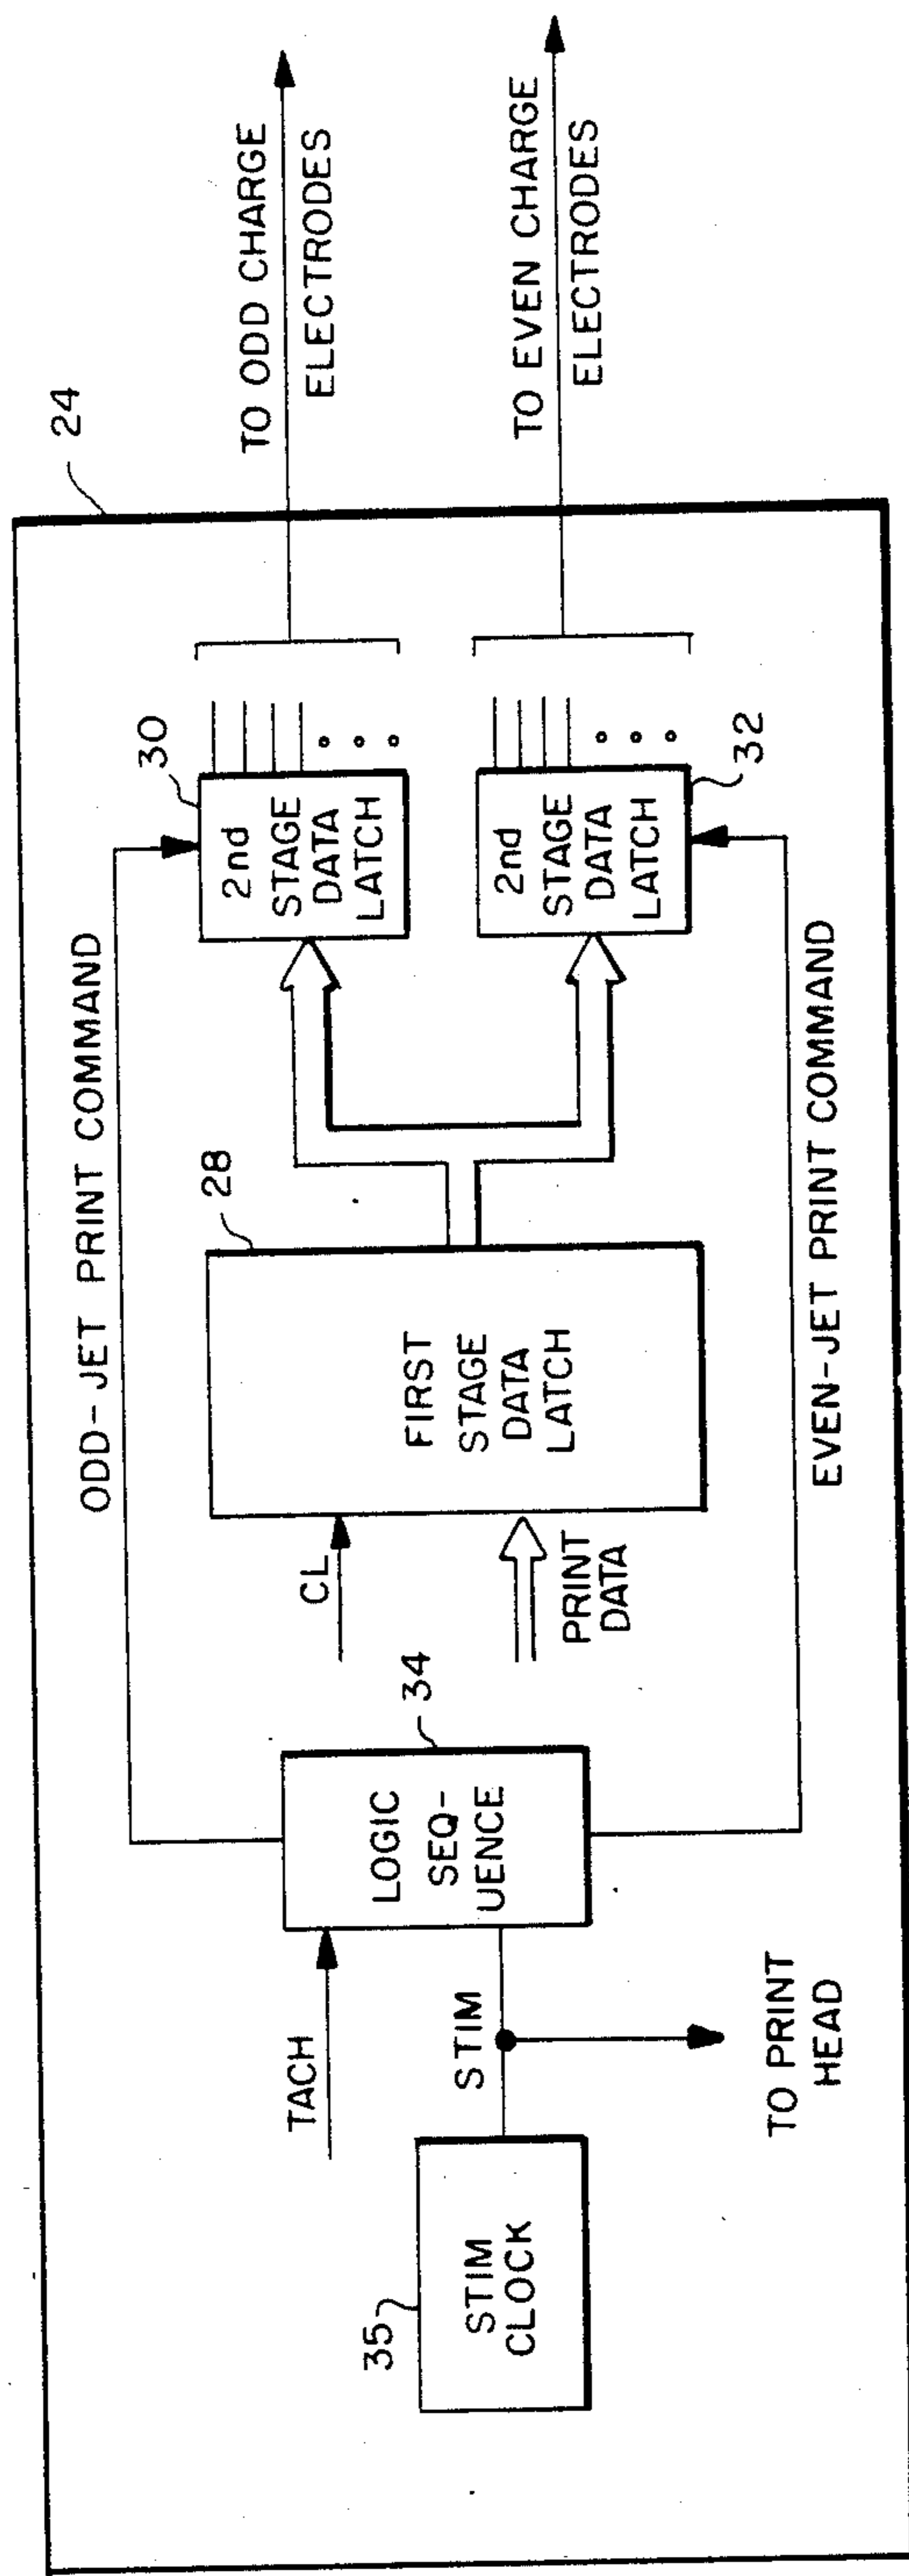 24
TO ODD CHARGE
ELECTRODES
TO EVEN CHARGE
ELECTRODES
ODD-JET PRINT COMMAND
30
2nd
STAGE
DATA
LATCH
2nd
STAGE
DATA
LATCH
32
28
FIRST
STAGE
DATA
LATCH
CL
PRINT
DATA
EVEN-JET PRINT COMMAND
34
LOGIC
SEQ-
UENCE
TACH
STIM
TO PRINT
HEAD
35
STIM
CLOCK